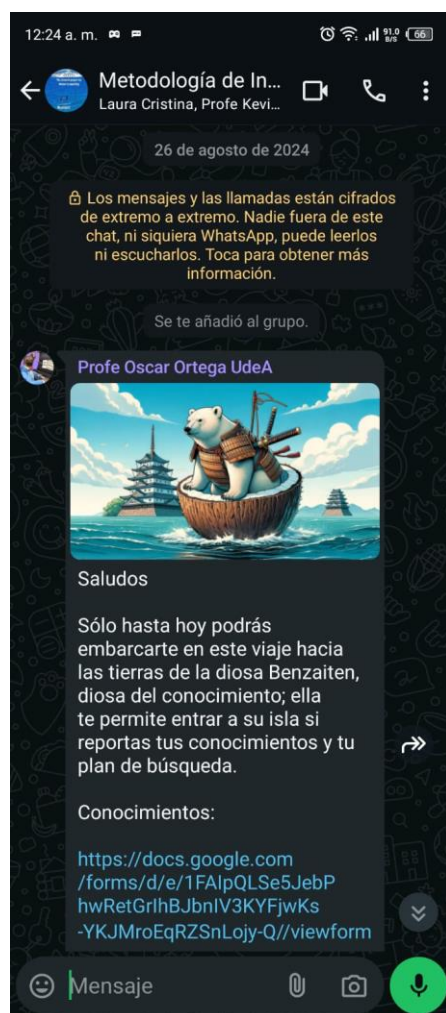 12:24 a. m.
91.0
B/S
66
Metodología de In...
Laura Cristina, Profe Kevi...
26 de agosto de 2024
Los mensajes y las llamadas están cifrados
de extremo a extremo. Nadie fuera de este
chat, ni siquiera WhatsApp, puede leerlos
ni escucharlos. Toca para obtener más
información.
Se te añadió al grupo.
Profe Oscar Ortega UdeA
Saludos
Sólo hasta hoy podrás
embarcarte en este viaje hacia
las tierras de la diosa Benzaiten,
diosa del conocimiento; ella
te permite entrar a su isla si
reportas tus conocimientos y tu
plan de búsqueda.
Conocimientos:
https://docs.google.com
/forms/d/e/1FAIpQLSe5JebP
hwRetGrIhBJbnIV3KYFjwKs
-YKJMroEqRZSnLojy-Q//viewform
Mensaje